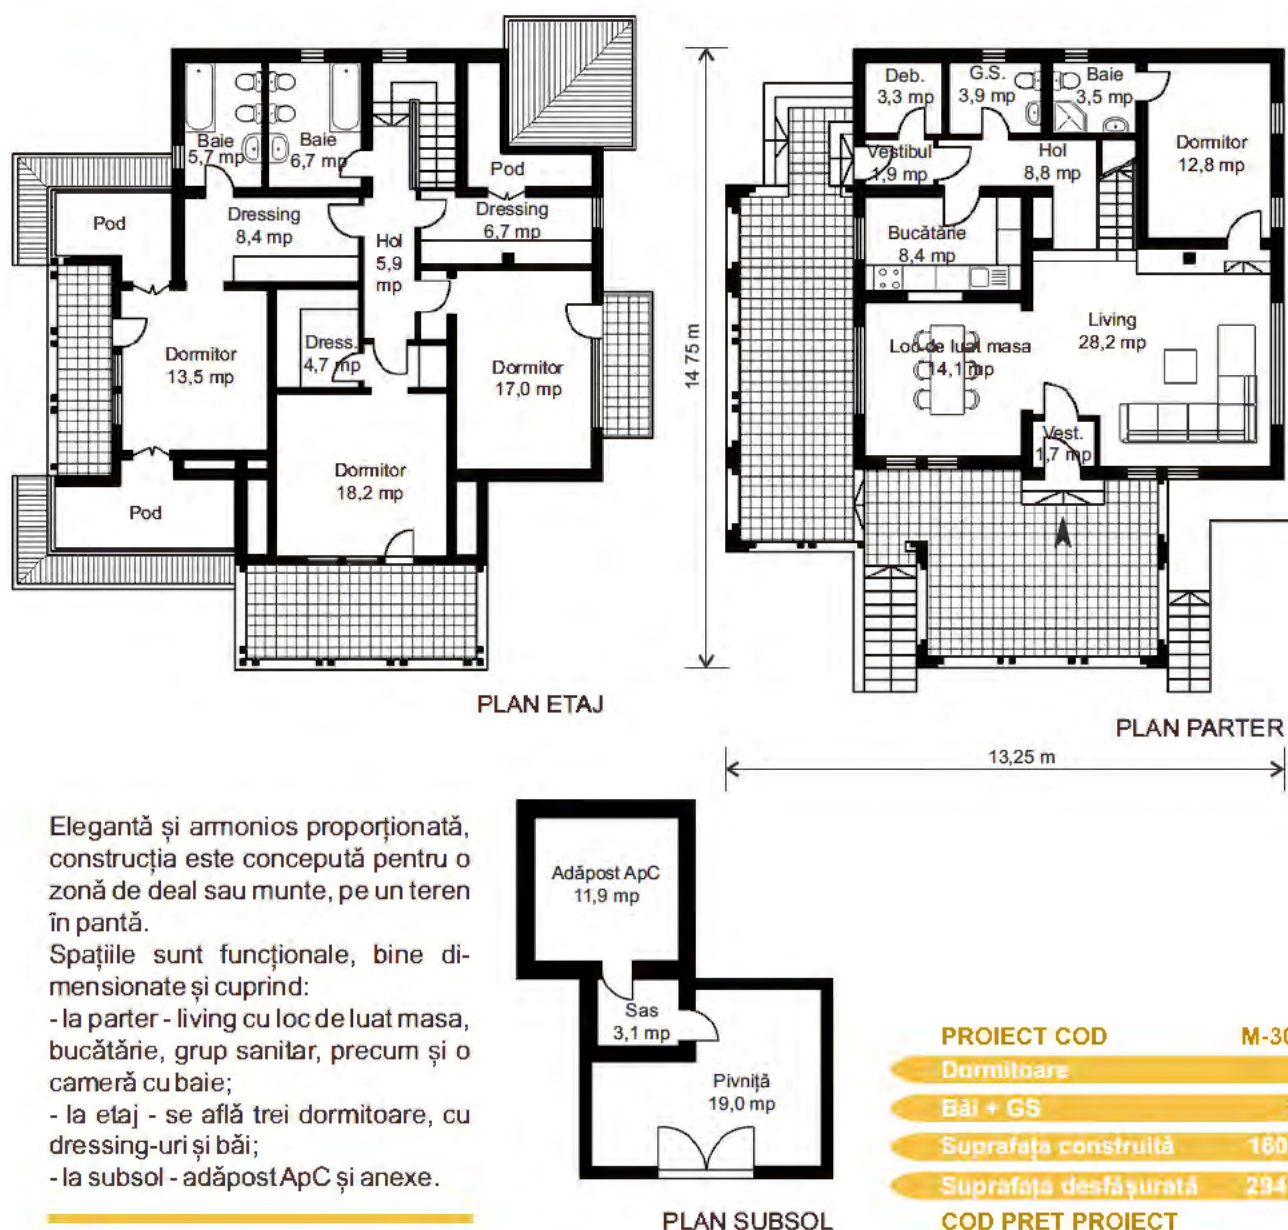 Baie
5,7 mp
Baie
6,7 mp
Pod
Pod
Dressing
8,4 mp
Dressing
6,7 mp
Hol
5,9
mp
Dress.
4,7 mp
Dormitor
13,5 mp
Dormitor
17,0 mp
Dormitor
18,2 mp
Pod
PLAN ETAJ
Deb.
3,3 mp
G.S.
3,9 mp
Baie
3,5 mp
Dormitor
12,8 mp
Vestibul
1,9 mp
Hol
8,8 mp
Bucătărie
8,4 mp
Living
28,2 mp
Loc de luat masa
14,1 mp
Vest.
1,7 mp
14 75 m
PLAN PARTER
13,25 m
Elegantă și armonios proporționată,
construcția este concepută pentru o
zonă de deal sau munte, pe un teren
în pantă.
Spațiile sunt funcționale, bine di-
mensionate și cuprind:
- la parter - living cu loc de luat masa,
bucătărie, grup sanitar, precum și o
cameră cu baie;
- la etaj - se află trei dormitoare, cu
dressing-uri și băi;
- la subsol - adăpost ApC și anexe.
Adăpost ApC
11,9 mp
Sas
3,1 mp
Pivniță
19,0 mp
PLAN SUBSOL
PROIECT COD M-30
Dormitoare
Băi + GS
Suprafața construită 160
Suprafață desfășurată 294
COD PRET PROIECT